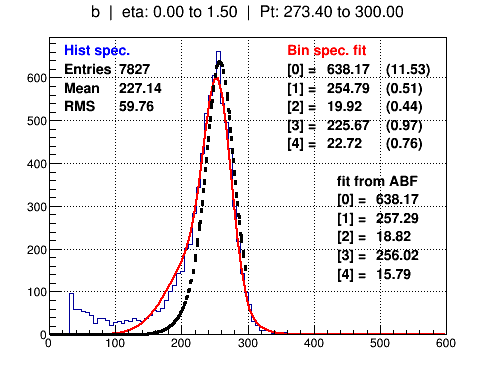 b | eta: 0.00 to 1.50 | Pt: 273.40 to 300.00
Hist spec.
Entries 7827
Mean 227.14
RMS 59.76
Bin spec. fit
[0] = 638.17 (11.53)
[1] = 254.79 (0.51)
[2] = 19.92 (0.44)
[3] = 225.67 (0.97)
[4] = 22.72 (0.76)
fit from ABF
[0] = 638.17
[1] = 257.29
[2] = 18.82
[3] = 256.02
[4] = 15.79
600
500
400
300
200
100
0
0 100 200 300 400 500 600